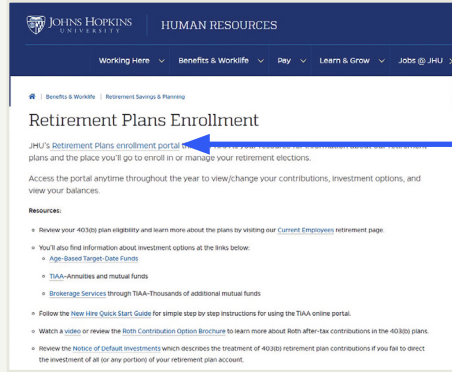 JOHNS HOPKINS
UNIVERSITY
HUMAN RESOURCES
Working Here Benefits & Worklife Pay Learn & Grow Jobs @ JHU
Benefits & Worklife | Retirement Savings & Planning
Retirement Plans Enrollment
JHU's Retirement Plans enrollment portal
plans and the place you'll go to enroll in or manage your retirement elections.
Access the portal anytime throughout the year to view/change your contributions, investment options, and
view your balances.
Resources:
Review your 403(b) plan eligibility and learn more about the plans by visiting our Current Employees retirement page.
You'll also find information about investment options at the links below:
Age-Based Target-Date Funds
TIAA–Annuities and mutual funds
Brokerage Services through TIAA–Thousands of additional mutual funds
Follow the New Hire Quick Start Guide for simple step by step instructions for using the TIAA online portal.
Watch a video or review the Roth Contribution Option Brochure to learn more about Roth after-tax contributions in the 403(b) plans.
Review the Notice of Default Investments which describes the treatment of 403(b) retirement plan contributions if you fail to direct
the investment of all (or any portion) of your retirement plan account.